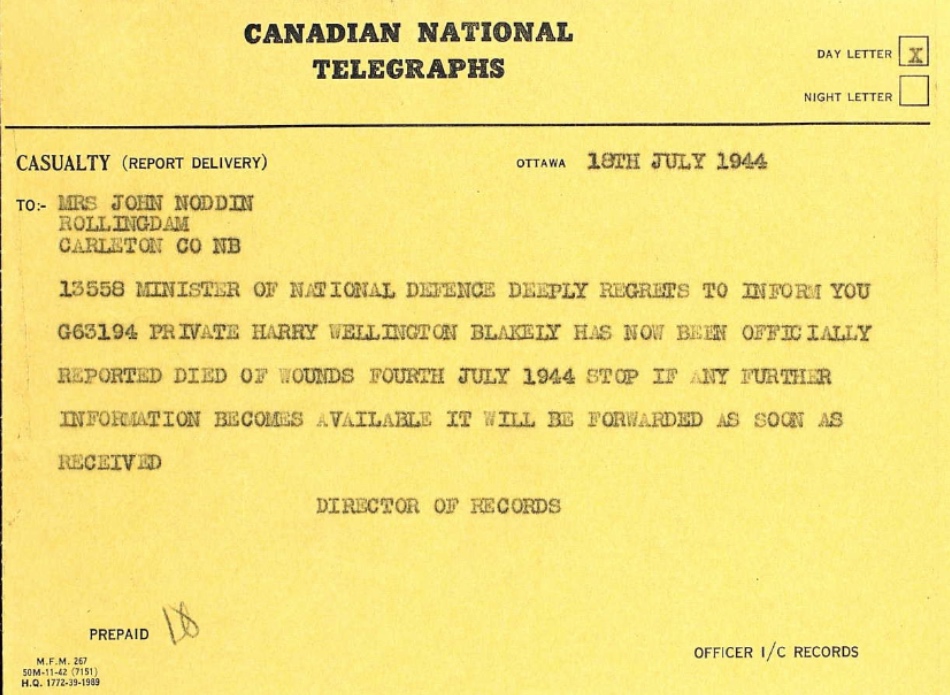 CANADIAN NATIONAL
TELEGRAPHS
DAY LETTER X
NIGHT LETTER
CASUALTY (REPORT DELIVERY) OTTAWA 18TH JULY 1944
TO:- MRS JOHN NODDIN
ROLLINGDAM
CARLETON CO NB
13558 MINISTER OF NATIONAL DEFENCE DEEPLY REGRETS TO INFORM YOU
G63194 PRIVATE HARRY WELLINGTON BLAKELY HAS NOW BEEN OFFICIALLY
REPORTED DIED OF WOUNDS FOURTH JULY 1944 STOP IF ANY FURTHER
INFORMATION BECOMES AVAILABLE IT WILL BE FORWARDED AS SOON AS
RECEIVED
DIRECTOR OF RECORDS
PREPAID 18
OFFICER I/C RECORDS
M.F.M. 267
50M-11-42 (7151)
H.Q. 1772-39-1989